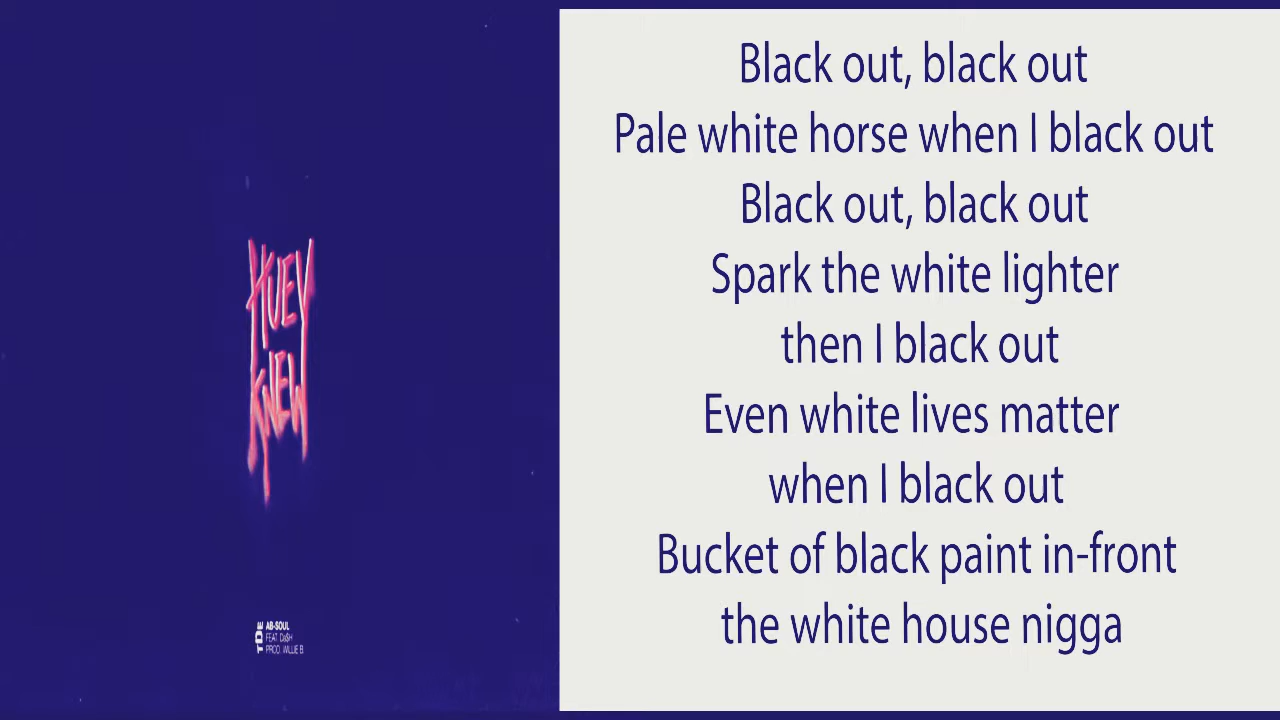 HUEY
KNEW
TDE
AB-SOUL
FEAT. DA$H
PROD. WILLIE B.
Black out, black out
Pale white horse when I black out
Black out, black out
Spark the white lighter
then I black out
Even white lives matter
when I black out
Bucket of black paint in-front
the white house nigga